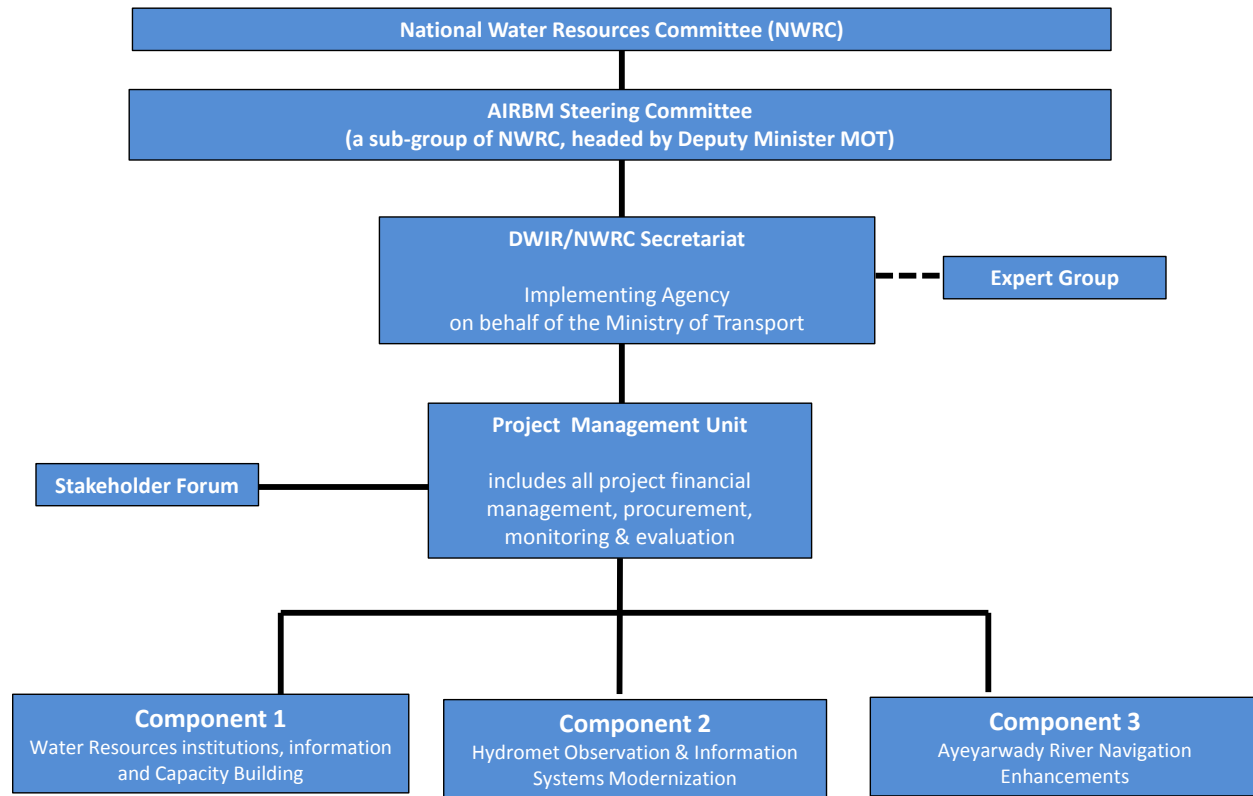 National Water Resources Committee (NWRC)
AIRBM Steering Committee
(a sub-group of NWRC, headed by Deputy Minister MOT)
DWIR/NWRC Secretariat
Implementing Agency
on behalf of the Ministry of Transport
Expert Group
Project Management Unit
includes all project financial
management, procurement,
monitoring & evaluation
Stakeholder Forum
Component 1
Water Resources institutions, information
and Capacity Building
Component 2
Hydromet Observation & Information
Systems Modernization
Component 3
Ayeyarwady River Navigation
Enhancements